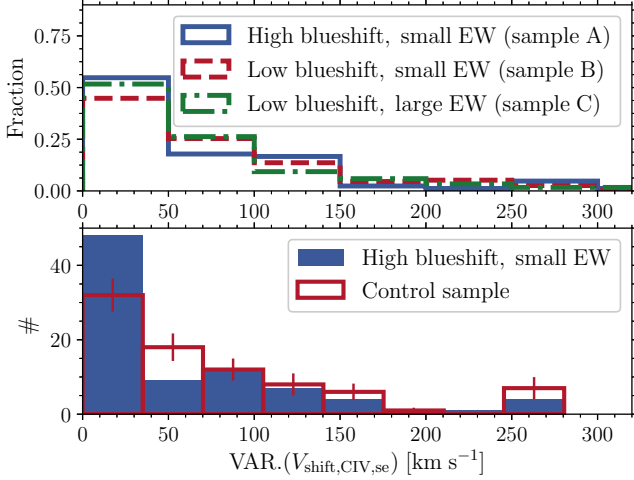 0.75
0.50
0.25
0.00
Fraction
High blueshift, small EW (sample A)
Low blueshift, small EW (sample B)
Low blueshift, large EW (sample C)
0 50 100 150 200 250 300
40
20
0
#
High blueshift, small EW
Control sample
0 50 100 150 200 250 300
VAR.(V_shift,CIV,se) [km s⁻¹]